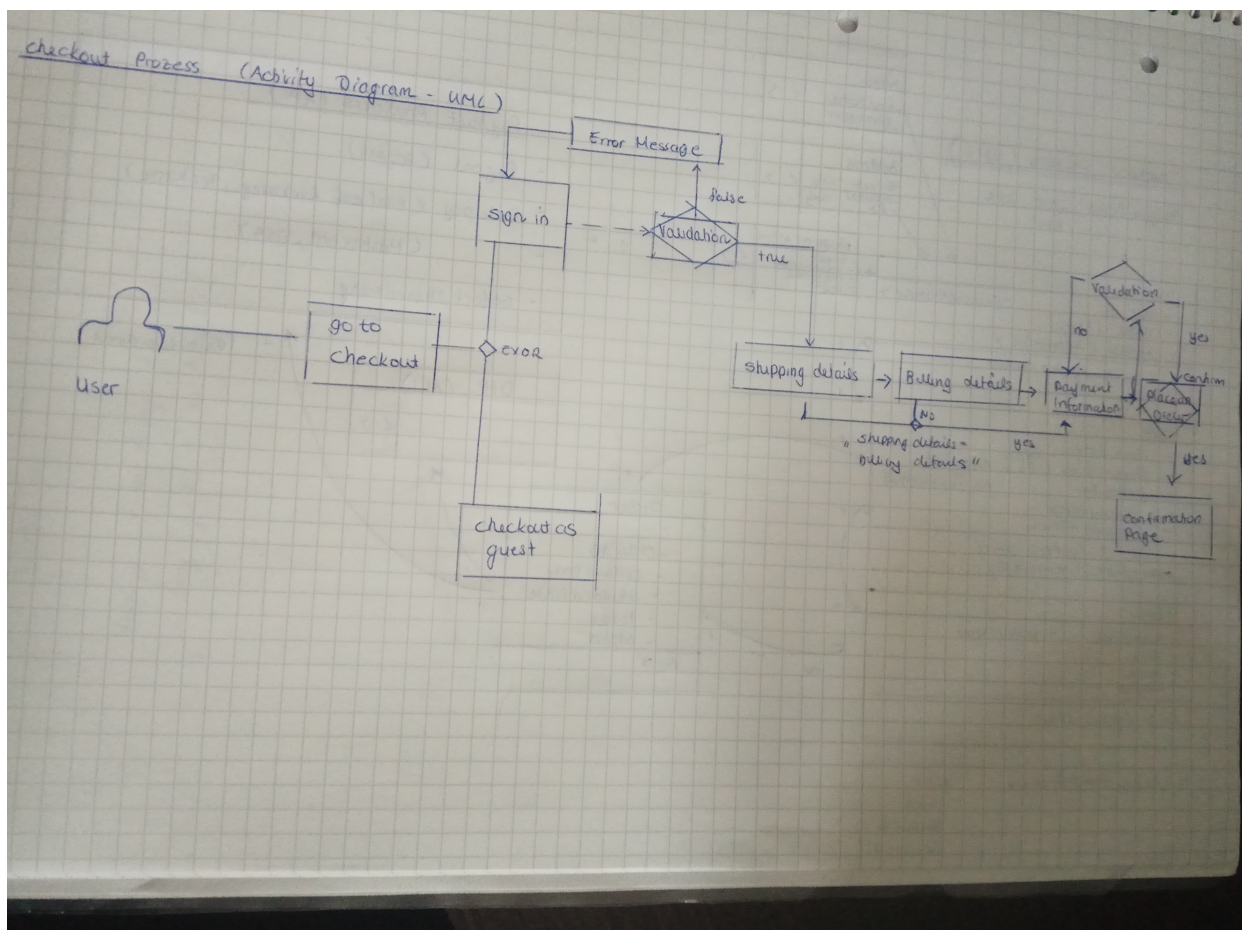 checkout Prozess (Activity Diagram - UML)
Error Message
false
sign in
Validation
true
Validation
no
yes
go to
checkout
EXOR
User
shipping details
Billing details
Payment
Information
Confirm
Place an
Order
No
yes
"shipping details =
billing details"
yes
Confirmation
Page
checkout as
guest